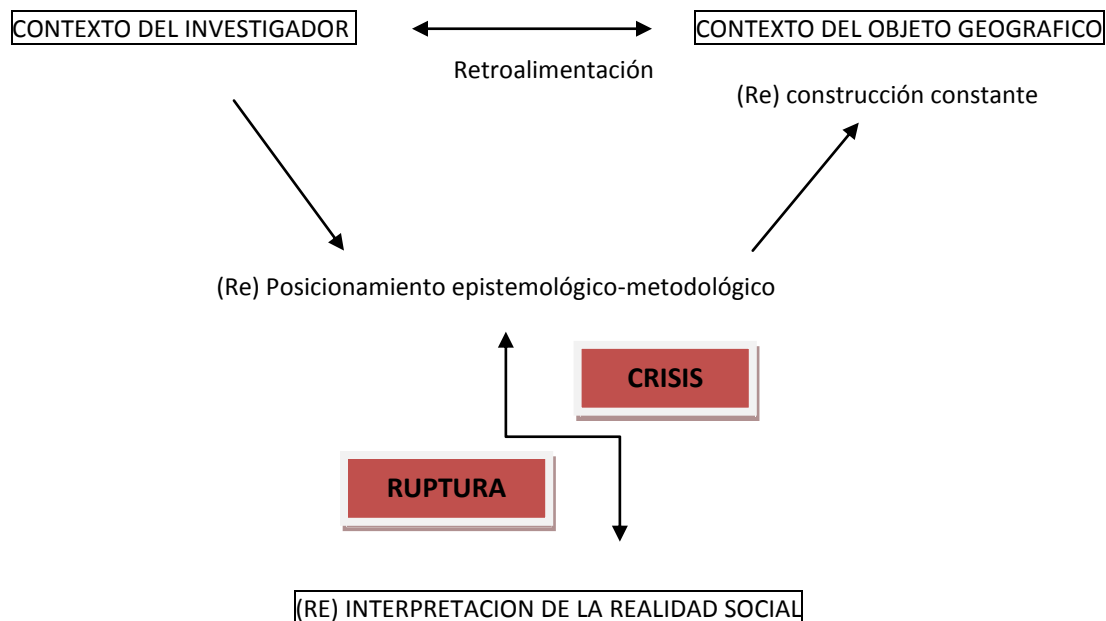 CONTEXTO DEL INVESTIGADOR
CONTEXTO DEL OBJETO GEOGRAFICO
Retroalimentación
(Re) construcción constante
(Re) Posicionamiento epistemológico-metodológico
CRISIS
RUPTURA
(RE) INTERPRETACION DE LA REALIDAD SOCIAL